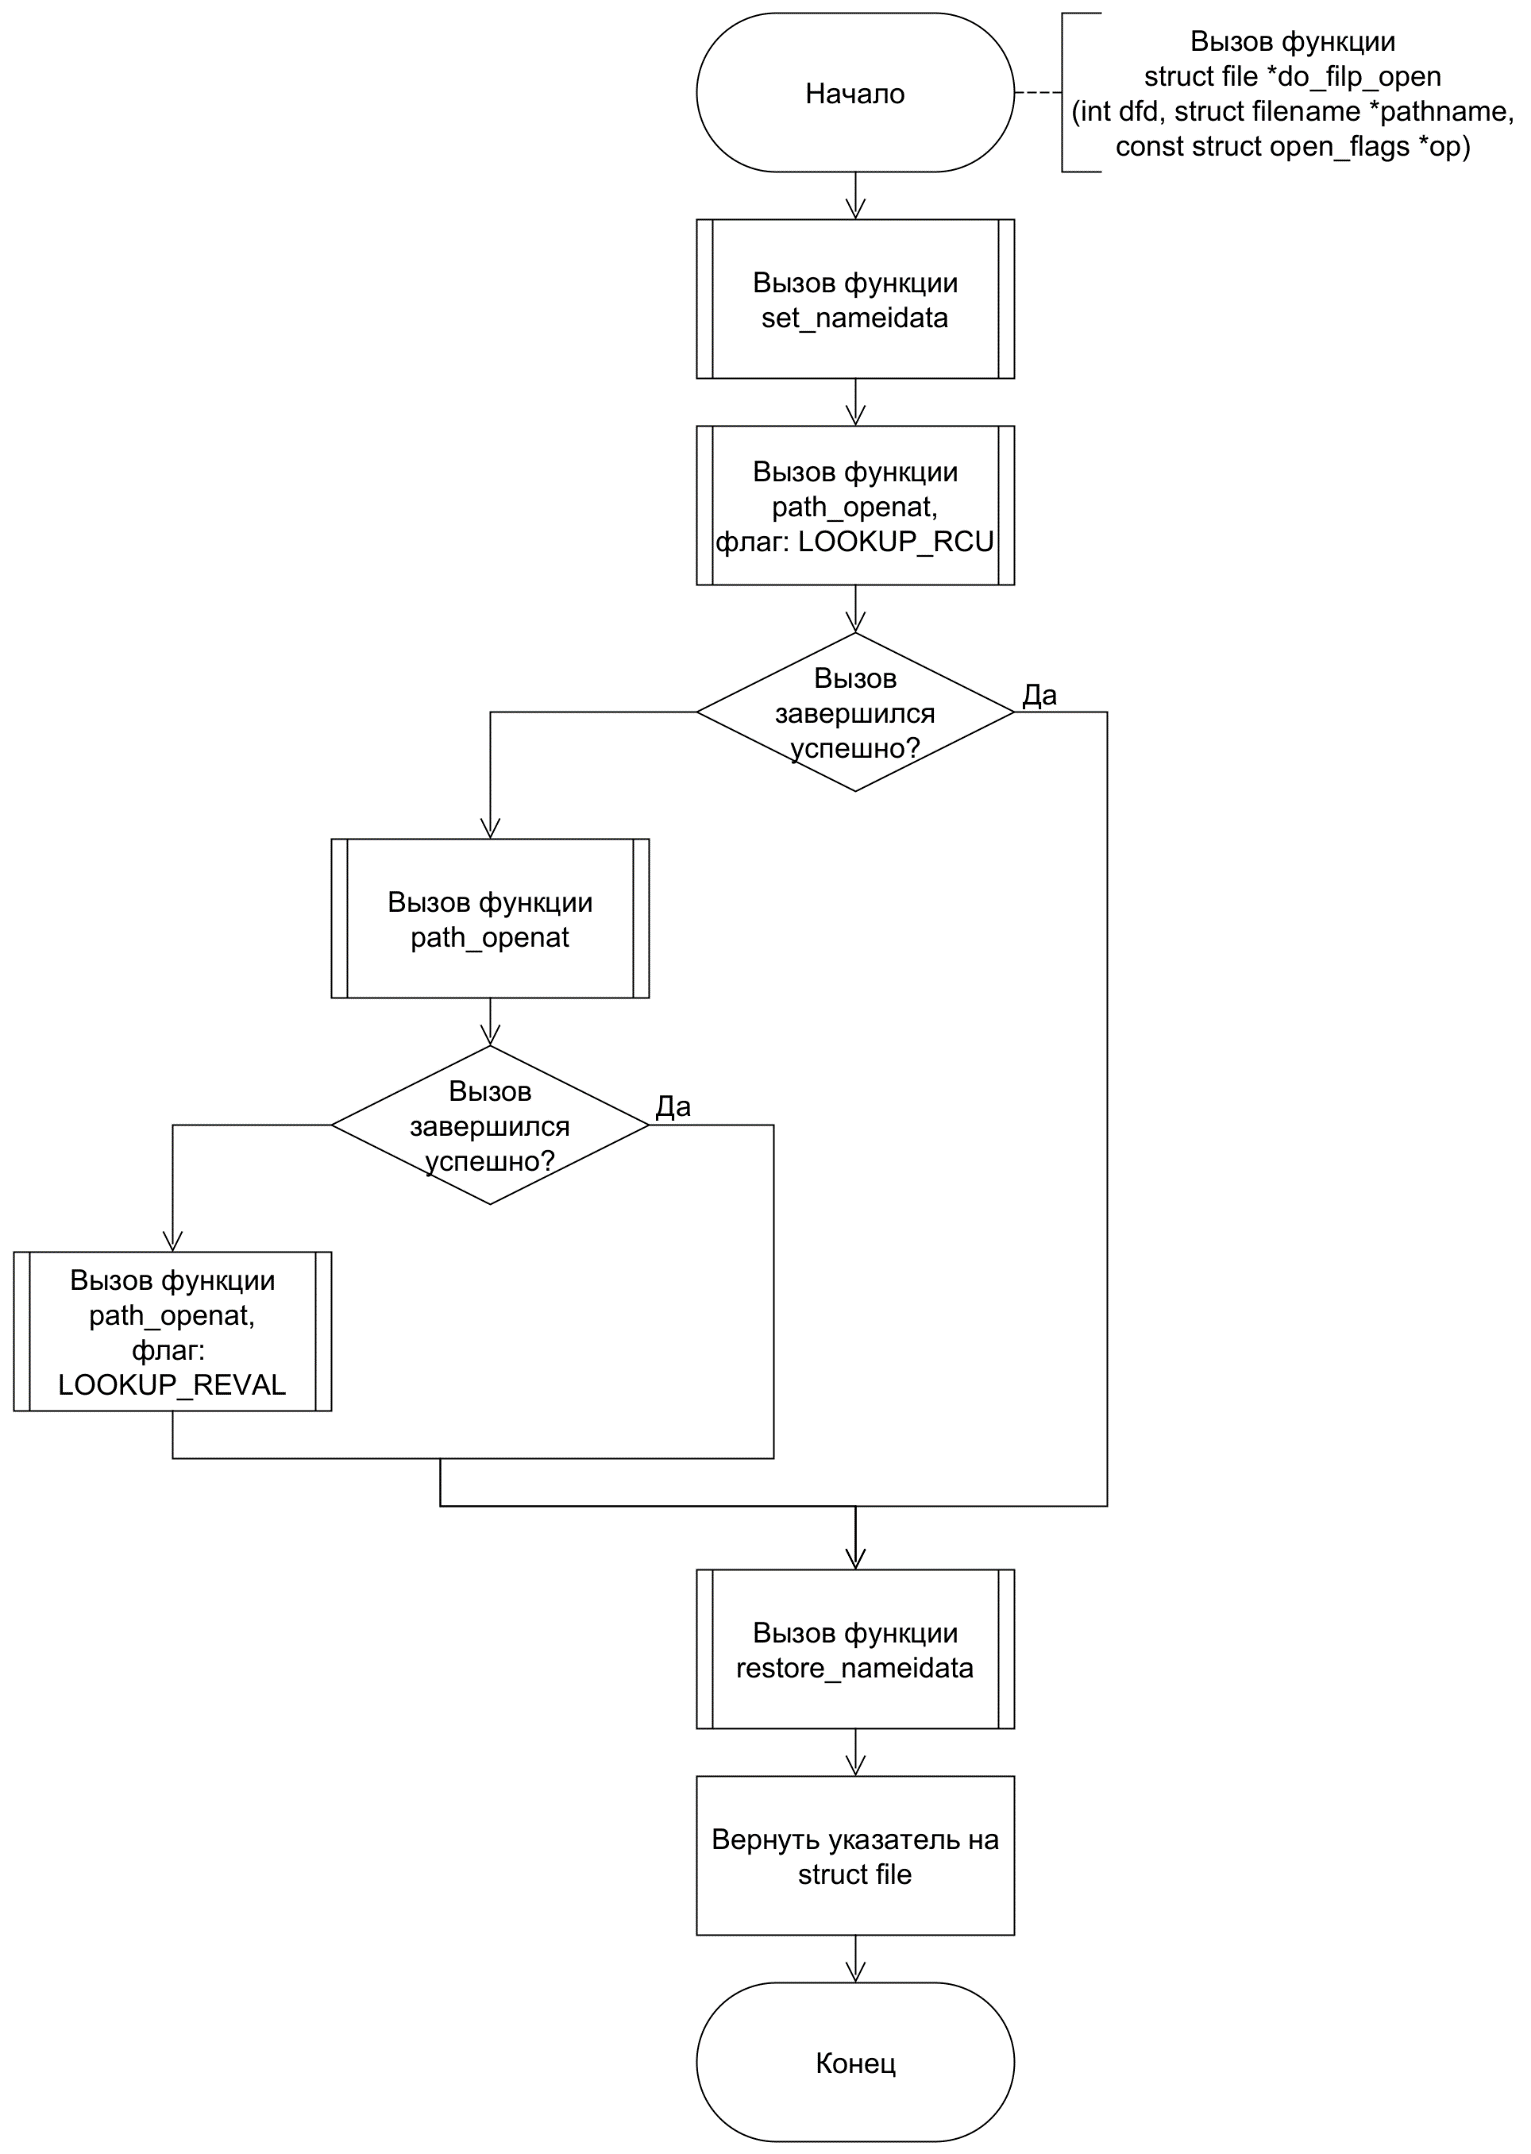 Начало
Вызов функции
struct file *do_filp_open
(int dfd, struct filename *pathname,
const struct open_flags *op)
Вызов функции
set_nameidata
Вызов функции
path_openat,
флаг: LOOKUP_RCU
Вызов
завершился
успешно?
Да
Вызов функции
path_openat
Вызов
завершился
успешно?
Да
Вызов функции
path_openat,
флаг:
LOOKUP_REVAL
Вызов функции
restore_nameidata
Вернуть указатель на
struct file
Конец